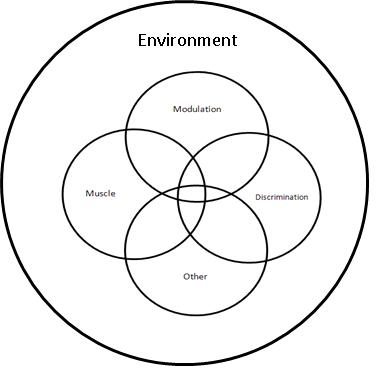 Environment
Modulation
Muscle
Discrimination
Other